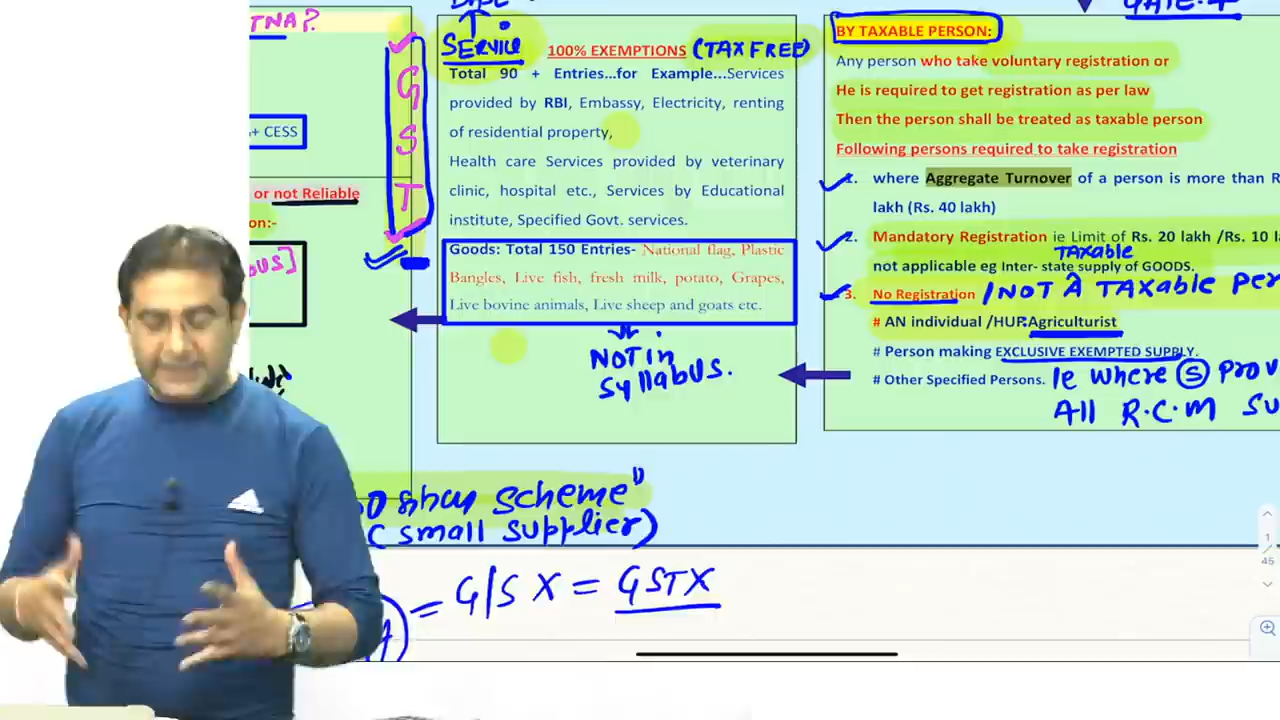 TNA?
+ CESS
or not Reliable
on:-
G
S
T
SERVICE 100% EXEMPTIONS (TAX FREE)
Total 90 + Entries…for Example…Services
provided by RBI, Embassy, Electricity, renting
of residential property,
Health care Services provided by veterinary
clinic, hospital etc., Services by Educational
institute, Specified Govt. services.
Goods: Total 150 Entries- National flag, Plastic
Bangles, Live fish, fresh milk, potato, Grapes,
Live bovine animals, Live sheep and goats etc.
NOT in
Syllabus.
BY TAXABLE PERSON:
Any person who take voluntary registration or
He is required to get registration as per law
Then the person shall be treated as taxable person
Following persons required to take registration
1. where Aggregate Turnover of a person is more than R
lakh (Rs. 40 lakh)
2. Mandatory Registration ie Limit of Rs. 20 lakh /Rs. 10 la
TAXABLE
not applicable eg Inter- state supply of GOODS.
3. No Registration / NOT A TAXable Per
# AN individual /HUF:Agriculturist
# Person making EXCLUSIVE EXEMPTED SUPPLY.
# Other Specified Persons. Ie where S prov
All R.C.M Su
scheme"
(small supplier)
= G/S X = GSTX
1
/
45